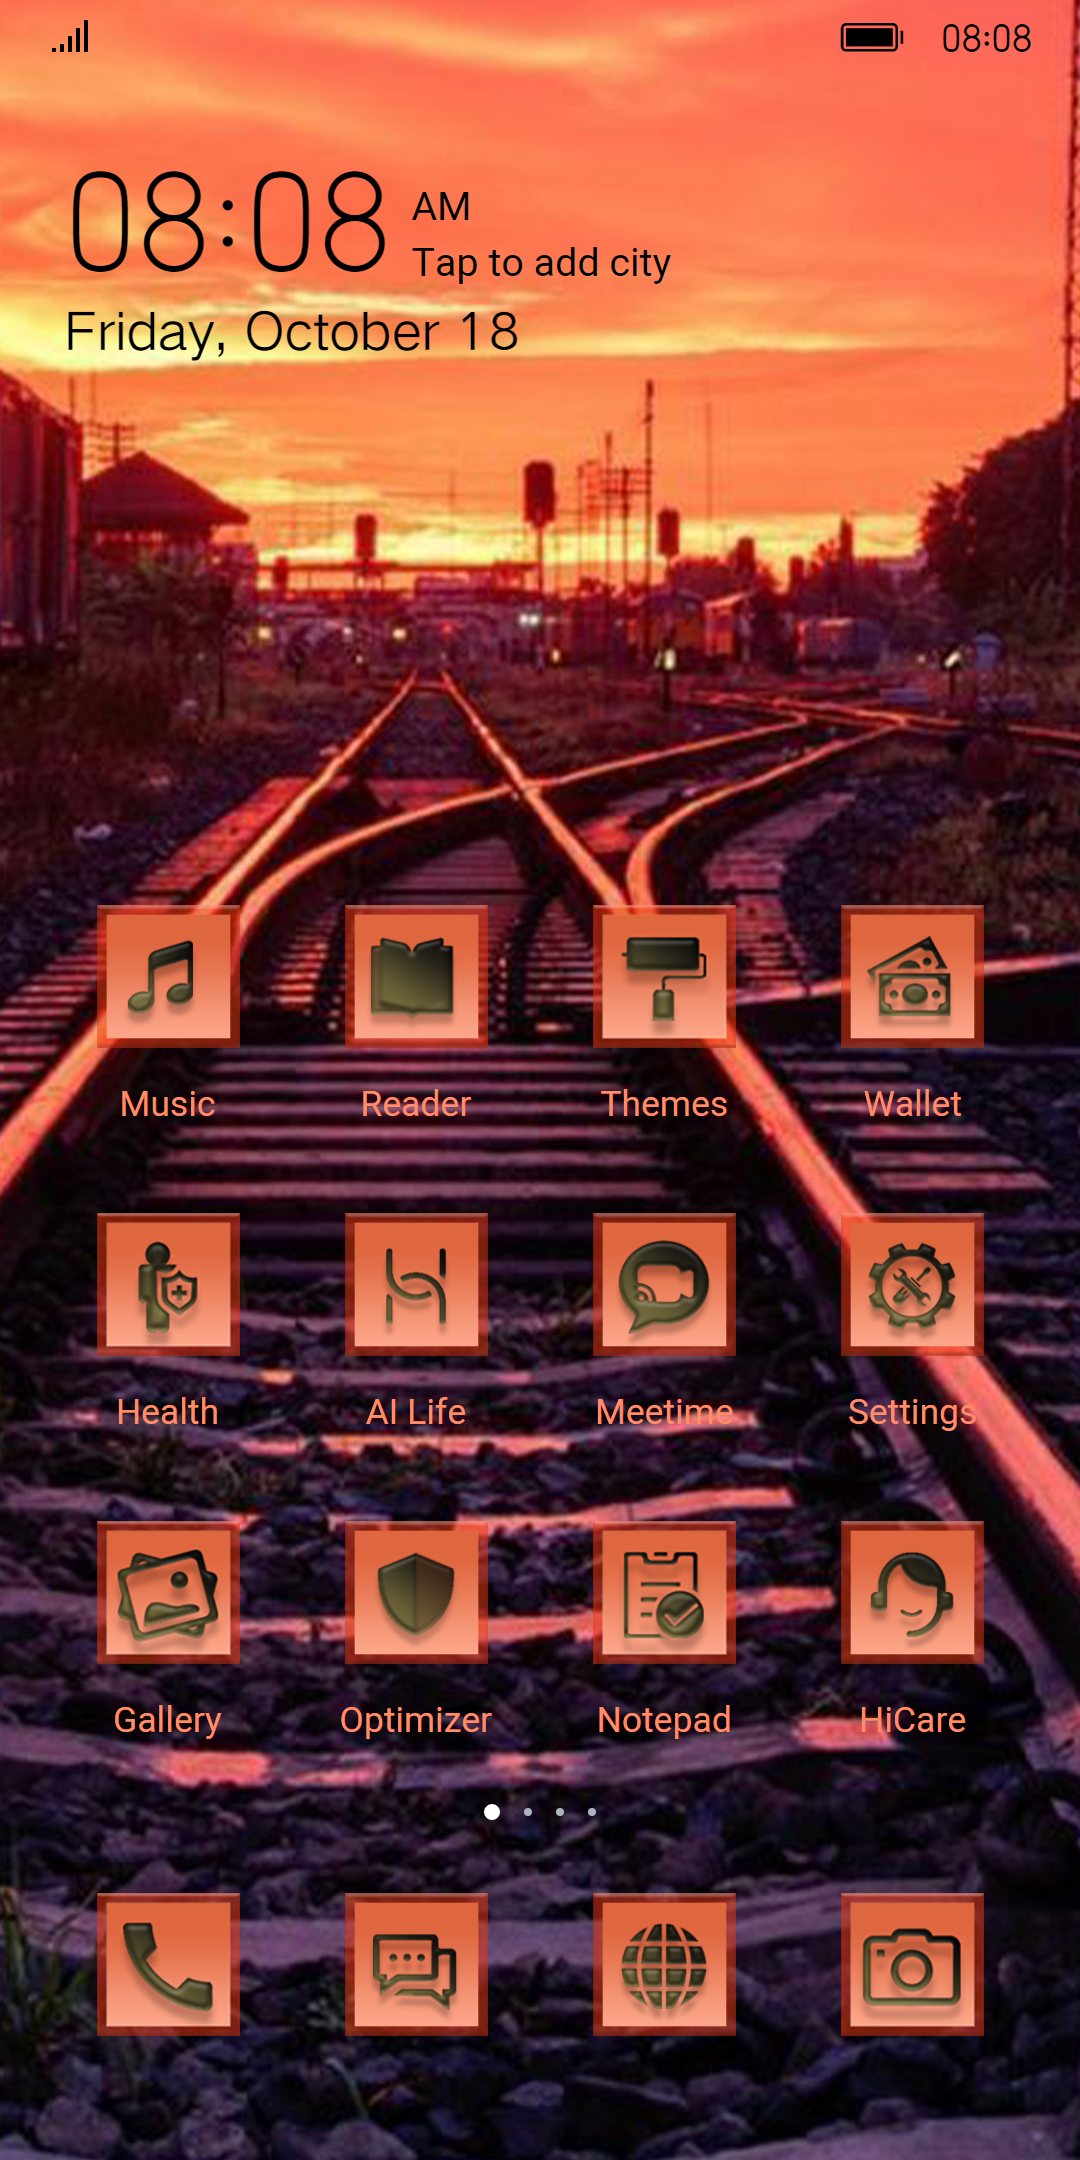 08:08
08:08 AM
Tap to add city
Friday, October 18
Music Reader Themes Wallet
Health AI Life Meetime Settings
Gallery Optimizer Notepad HiCare